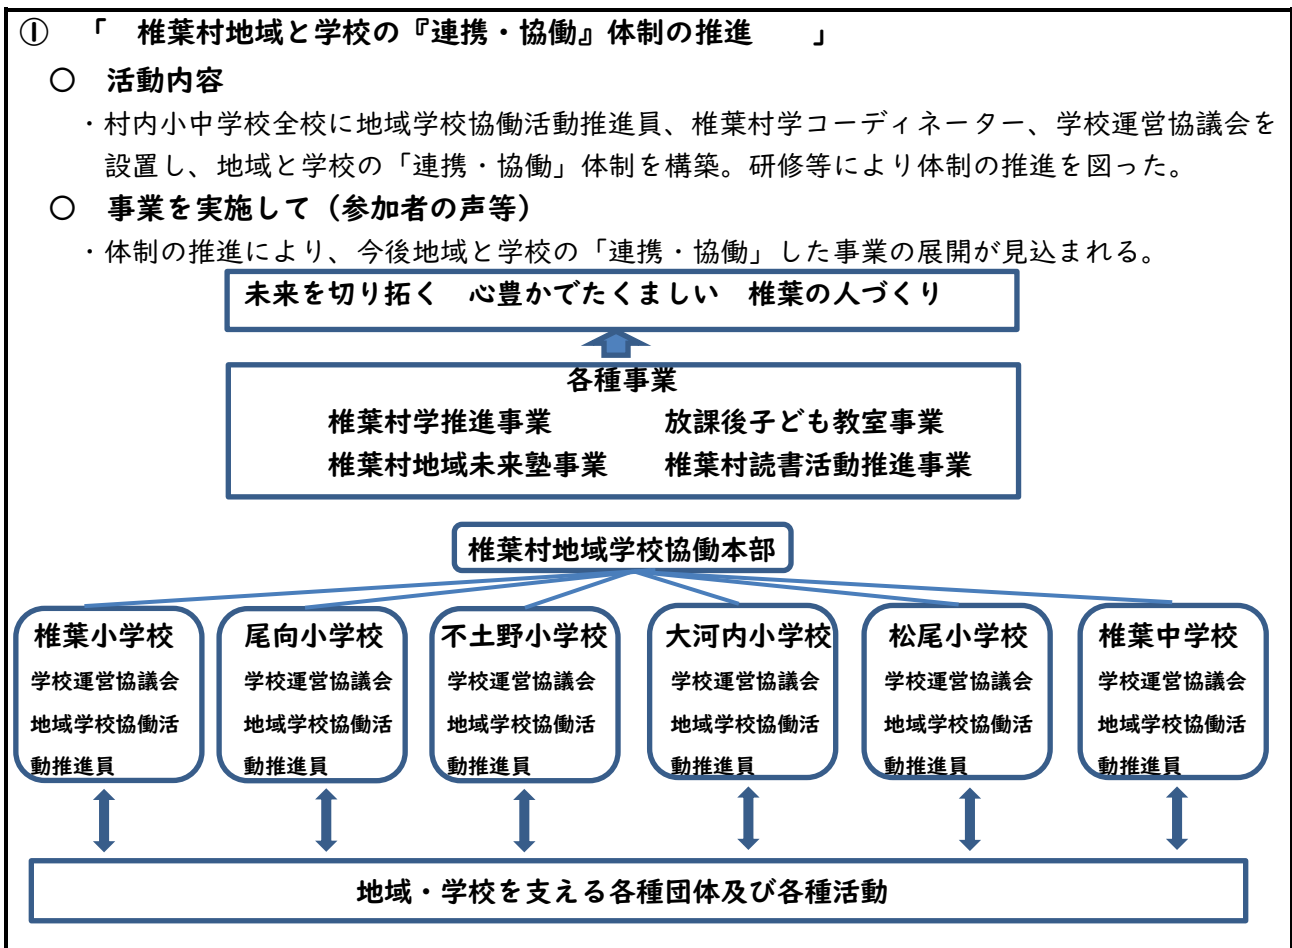 ① 「 椎葉村地域と学校の『連携・協働』体制の推進 」
○ 活動内容
・村内小中学校全校に地域学校協働活動推進員、椎葉村学コーディネーター、学校運営協議会を
設置し、地域と学校の「連携・協働」体制を構築。研修等により体制の推進を図った。
○ 事業を実施して（参加者の声等）
・体制の推進により、今後地域と学校の「連携・協働」した事業の展開が見込まれる。
未来を切り拓く 心豊かでたくましい 椎葉の人づくり
各種事業
椎葉村学推進事業 放課後子ども教室事業
椎葉村地域未来塾事業 椎葉村読書活動推進事業
椎葉村地域学校協働本部
椎葉小学校
学校運営協議会
地域学校協働活
動推進員
尾向小学校
学校運営協議会
地域学校協働活
動推進員
不土野小学校
学校運営協議会
地域学校協働活
動推進員
大河内小学校
学校運営協議会
地域学校協働活
動推進員
松尾小学校
学校運営協議会
地域学校協働活
動推進員
椎葉中学校
学校運営協議会
地域学校協働活
動推進員
地域・学校を支える各種団体及び各種活動